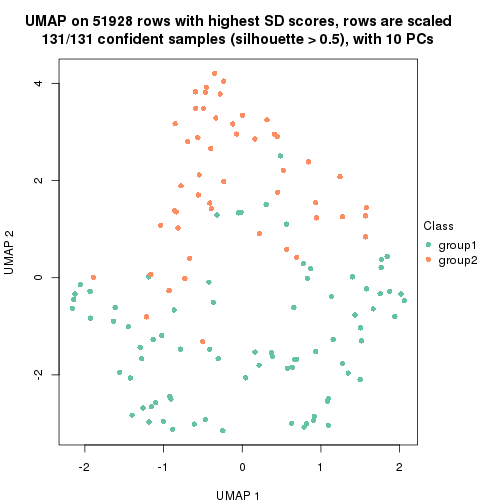 UMAP on 51928 rows with highest SD scores, rows are scaled
131/131 confident samples (silhouette > 0.5), with 10 PCs
4
2
0
-2
UMAP 2
-2
-1
0
1
2
UMAP 1
Class
group1
group2